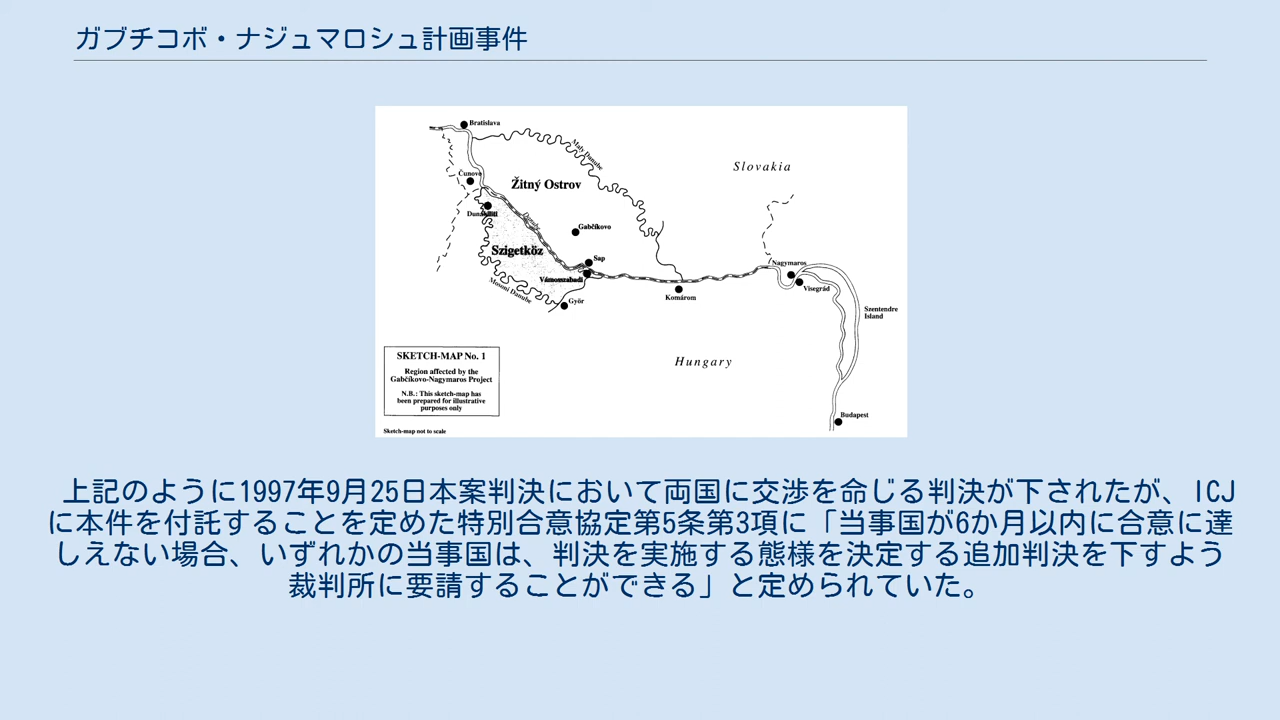 ガブチコボ・ナジュマロシュ計画事件
Bratislava
Maly Danube
Slovakia
Čunovo
Žitný Ostrov
Dunakiliti
Danube
Gabčíkovo
Szigetköz
Sap
Vámosszabadi
Nagymaros
Mosoni Danube
Visegrád
Komárom
Győr
Szentendre
Island
SKETCH-MAP No. 1
Hungary
Region affected by the
Gabčíkovo-Nagymaros Project
N.B.: This sketch-map has
been prepared for illustrative
purposes only
Budapest
Sketch-map not to scale
上記のように1997年9月25日本案判決において両国に交渉を命じる判決が下されたが、ICJ
に本件を付託することを定めた特別合意協定第5条第3項に「当事国が6か月以内に合意に達
しえない場合、いずれかの当事国は、判決を実施する態様を決定する追加判決を下すよう
裁判所に要請することができる」と定められていた。